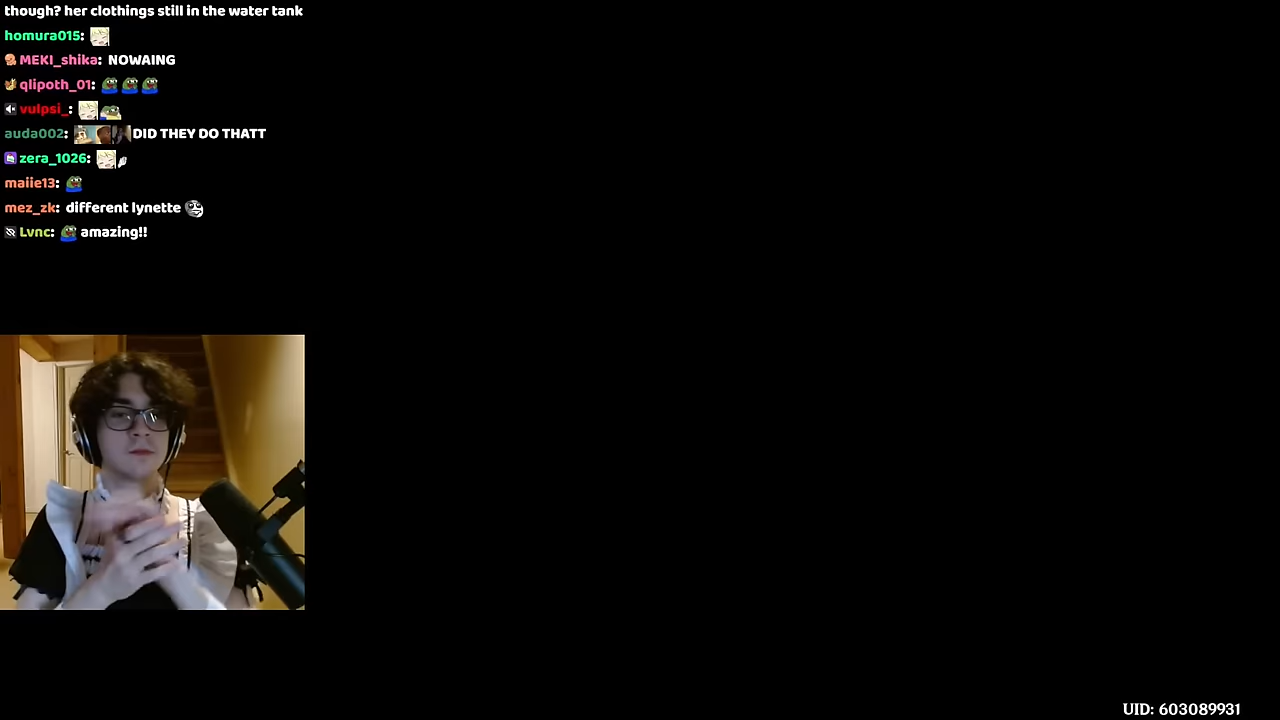 though? her clothings still in the water tank
homura015:
MEKI_shika: NOWAING
qlipoth_01:
vulpsi_:
auda002: DID THEY DO THATT
zera_1026:
maiie13:
mez_zk: different lynette
Lvnc: amazing!!
UID: 603089931